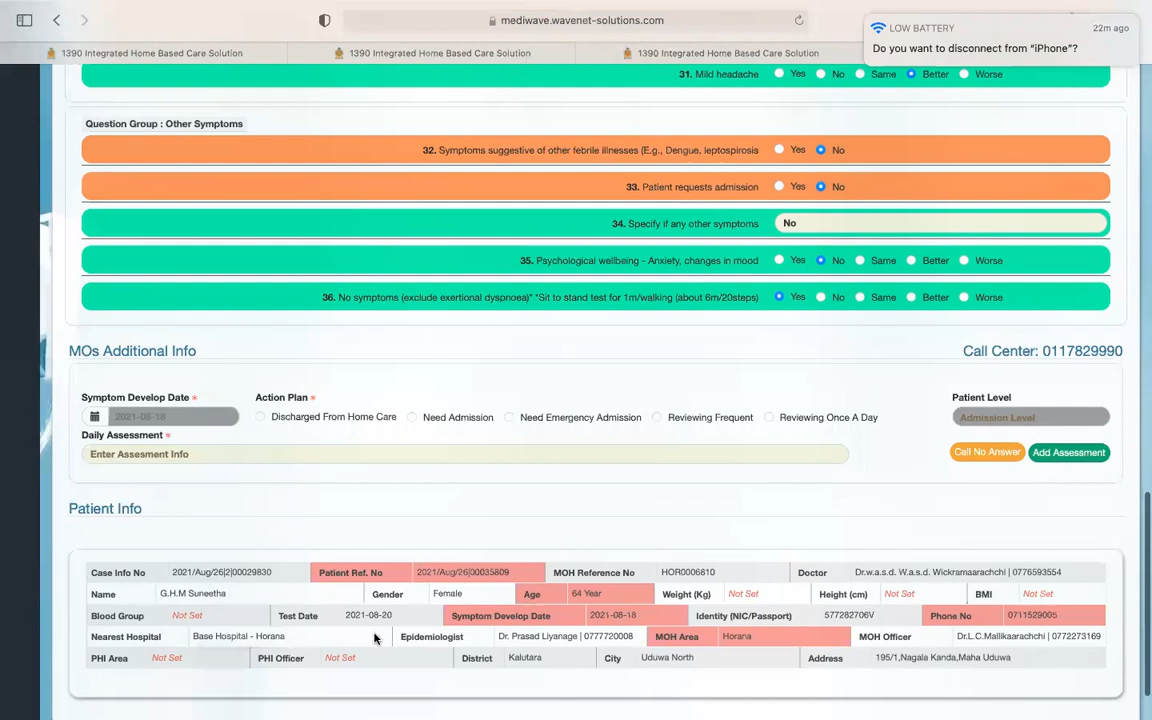 mediwave.wavenet-solutions.com
LOW BATTERY 22m ago
Do you want to disconnect from “iPhone”?
1390 Integrated Home Based Care Solution 1390 Integrated Home Based Care Solution 1390 Integrated Home Based Care Solution
31. Mild headache Yes No Same Better Worse
Question Group : Other Symptoms
32. Symptoms suggestive of other febrile illnesses (E.g., Dengue, leptospirosis Yes No
33. Patient requests admission Yes No
34. Specify if any other symptoms No
35. Psychological wellbeing - Anxiety, changes in mood Yes No Same Better Worse
36. No symptoms (exclude exertional dyspnoea)* *Sit to stand test for 1m/walking (about 6m/20steps) Yes No Same Better Worse
MOs Additional Info Call Center: 0117829990
Symptom Develop Date * Action Plan * Patient Level
2021-08-18 Discharged From Home Care Need Admission Need Emergency Admission Reviewing Frequent Reviewing Once A Day Admission Level
Daily Assessment *
Enter Assesment Info Call No Answer Add Assessment
Patient Info
Case Info No 2021/Aug/26|2|00029830 Patient Ref. No 2021/Aug/26|00035809 MOH Reference No HOR0006810 Doctor Dr.w.a.s.d. W.a.s.d. Wickramaarachchi | 0776593554
Name G.H.M Suneetha Gender Female Age 64 Year Weight (Kg) Not Set Height (cm) Not Set BMI Not Set
Blood Group Not Set Test Date 2021-08-20 Symptom Develop Date 2021-08-18 Identity (NIC/Passport) 577282706V Phone No 0711529005
Nearest Hospital Base Hospital - Horana Epidemiologist Dr. Prasad Liyanage | 0777720008 MOH Area Horana MOH Officer Dr.L.C.Mallikaarachchi | 0772273169
PHI Area Not Set PHI Officer Not Set District Kalutara City Uduwa North Address 195/1,Nagala Kanda,Maha Uduwa